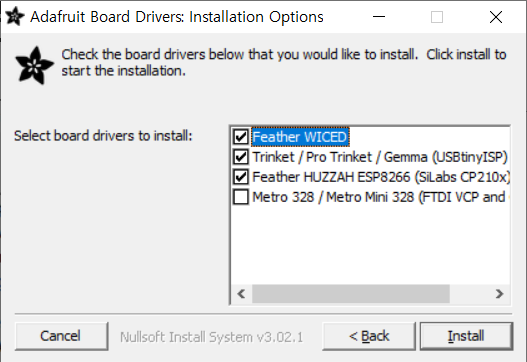 Adafruit Board Drivers: Installation Options
Check the board drivers below that you would like to install. Click install to
start the installation.
Select board drivers to install:
Feather WICED
Trinket / Pro Trinket / Gemma (USBtinyISP)
Feather HUZZAH ESP8266 (SiLabs CP210x)
Metro 328 / Metro Mini 328 (FTDI VCP and
Cancel
Nullsoft Install System v3.02.1
< Back
Install